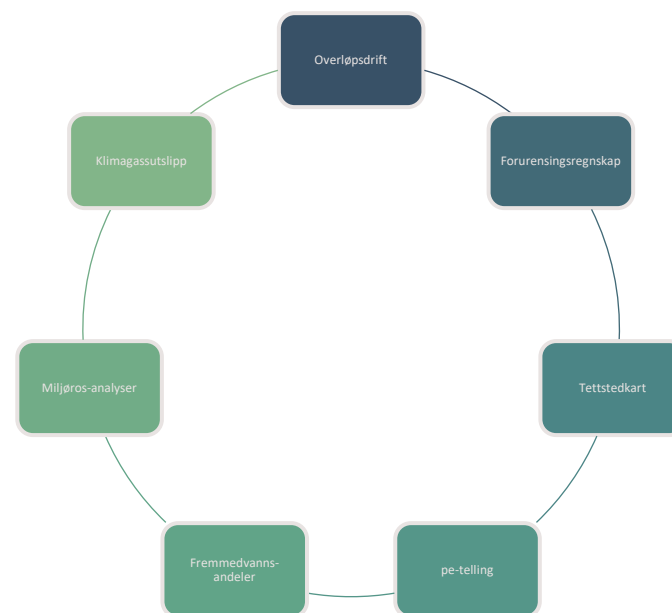 Overløpsdrift
Forurensingsregnskap
Tettstedkart
pe-telling
Fremmedvanns-
andeler
Miljøros-analyser
Klimagassutslipp